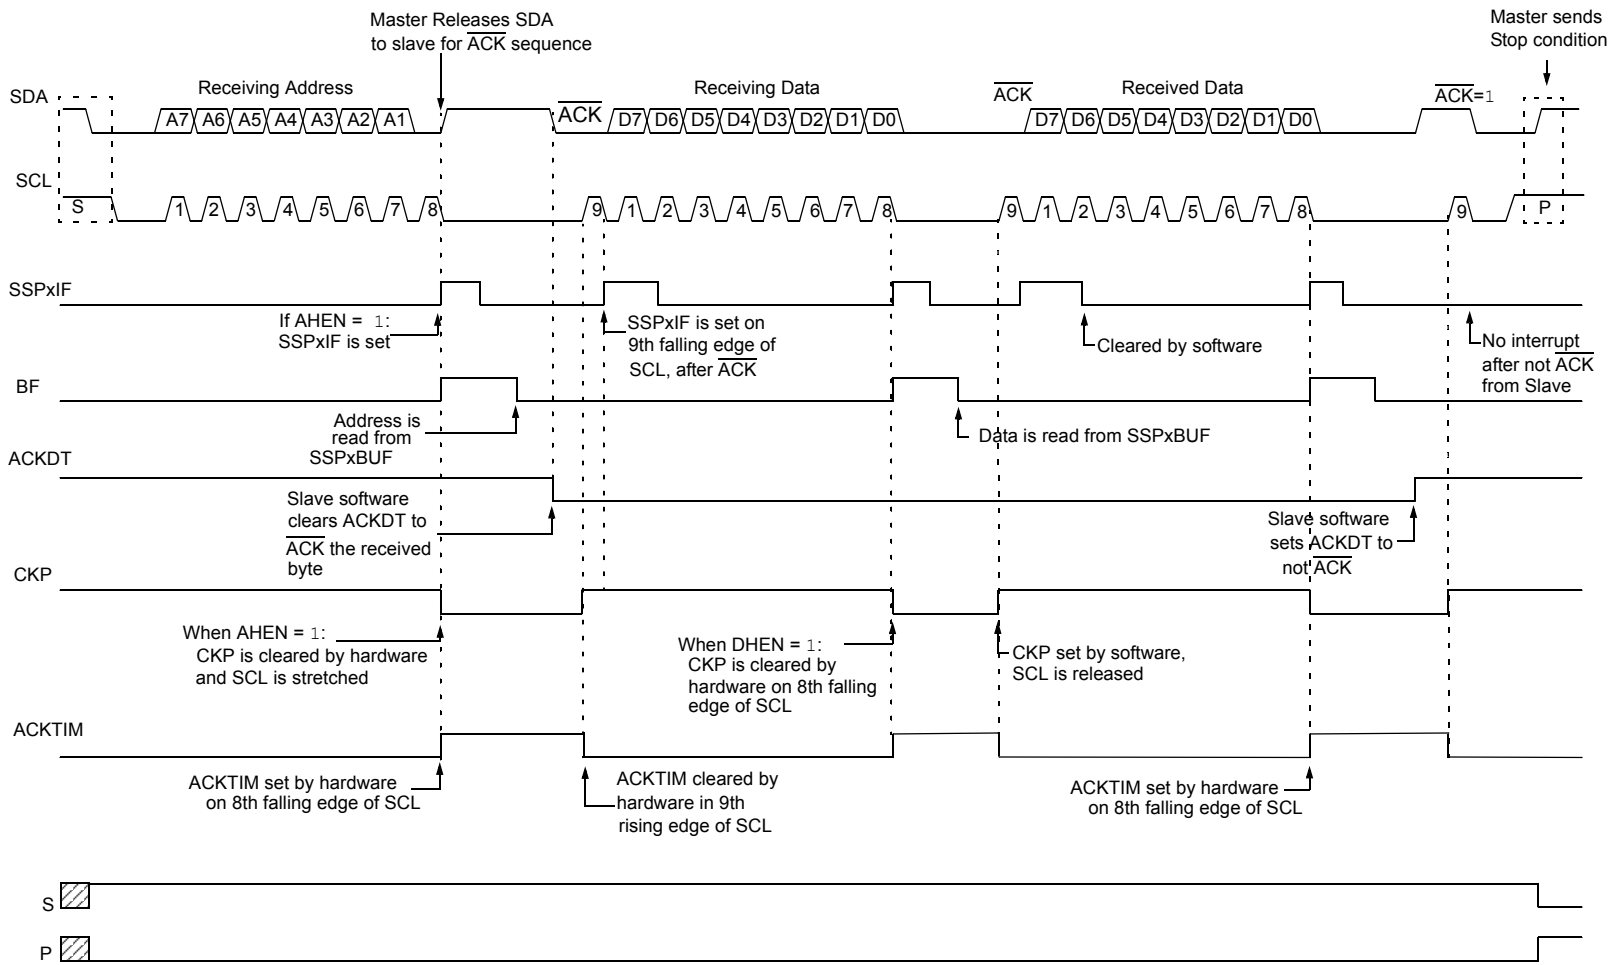 Master Releases SDA
to slave for ACK sequence
Master sends
Stop condition
Receiving Address
Receiving Data
ACK
Received Data
ACK=1
SDA
A7 A6 A5 A4 A3 A2 A1
ACK
D7 D6 D5 D4 D3 D2 D1 D0
D7 D6 D5 D4 D3 D2 D1 D0
SCL
S
1 2 3 4 5 6 7 8
9 1 2 3 4 5 6 7 8
9 1 2 3 4 5 6 7 8
9
P
SSPxIF
If AHEN = 1:
SSPxIF is set
SSPxIF is set on
9th falling edge of
SCL, after ACK
Cleared by software
No interrupt
after not ACK
from Slave
BF
Address is
read from
SSPxBUF
Data is read from SSPxBUF
ACKDT
Slave software
clears ACKDT to
ACK the received
byte
Slave software
sets ACKDT to
not ACK
CKP
When AHEN = 1:
CKP is cleared by hardware
and SCL is stretched
When DHEN = 1:
CKP is cleared by
hardware on 8th falling
edge of SCL
CKP set by software,
SCL is released
ACKTIM
ACKTIM set by hardware
on 8th falling edge of SCL
ACKTIM cleared by
hardware in 9th
rising edge of SCL
ACKTIM set by hardware
on 8th falling edge of SCL
S
P